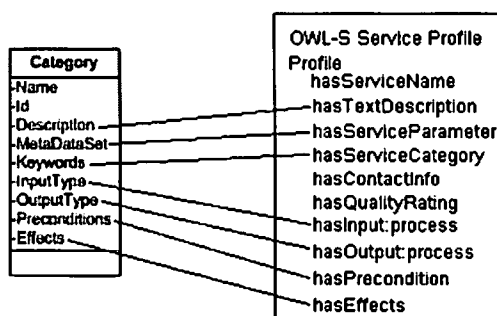 Category
-Name
-Id
-Description
-MetaDataSet
-Keywords
-InputType
-OutputType
-Preconditions
-Effects
OWL-S Service Profile
Profile
hasServiceName
hasTextDescription
hasServiceParameter
hasServiceCategory
hasContactInfo
hasQualityRating
hasInput:process
hasOutput:process
hasPrecondition
hasEffects